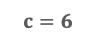 c = 6